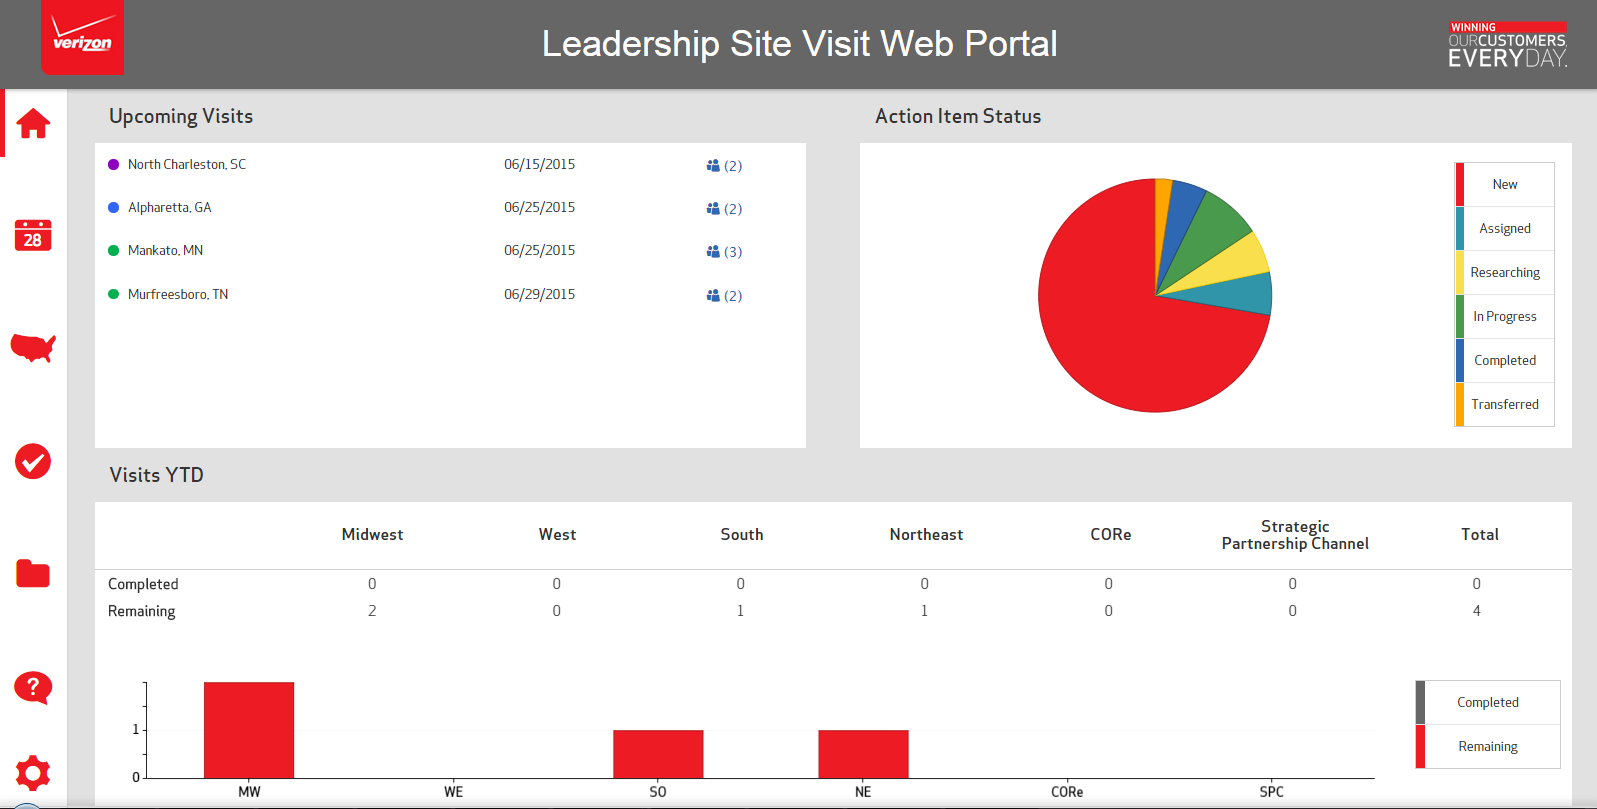 verizon
Leadership Site Visit Web Portal
WINNING
OURCUSTOMERS.
EVERYDAY.
Upcoming Visits
North Charleston, SC 06/15/2015 (2)
Alpharetta, GA 06/25/2015 (2)
Mankato, MN 06/25/2015 (3)
Murfreesboro, TN 06/29/2015 (2)
Action Item Status
New
Assigned
Researching
In Progress
Completed
Transferred
28
?
Visits YTD
Midwest West South Northeast CORe Strategic Partnership Channel Total
Completed 0 0 0 0 0 0 0
Remaining 2 0 1 1 0 0 4
1
0
MW WE SO NE CORe SPC
Completed
Remaining